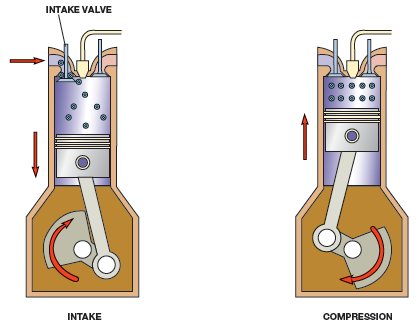 INTAKE VALVE
INTAKE
COMPRESSION